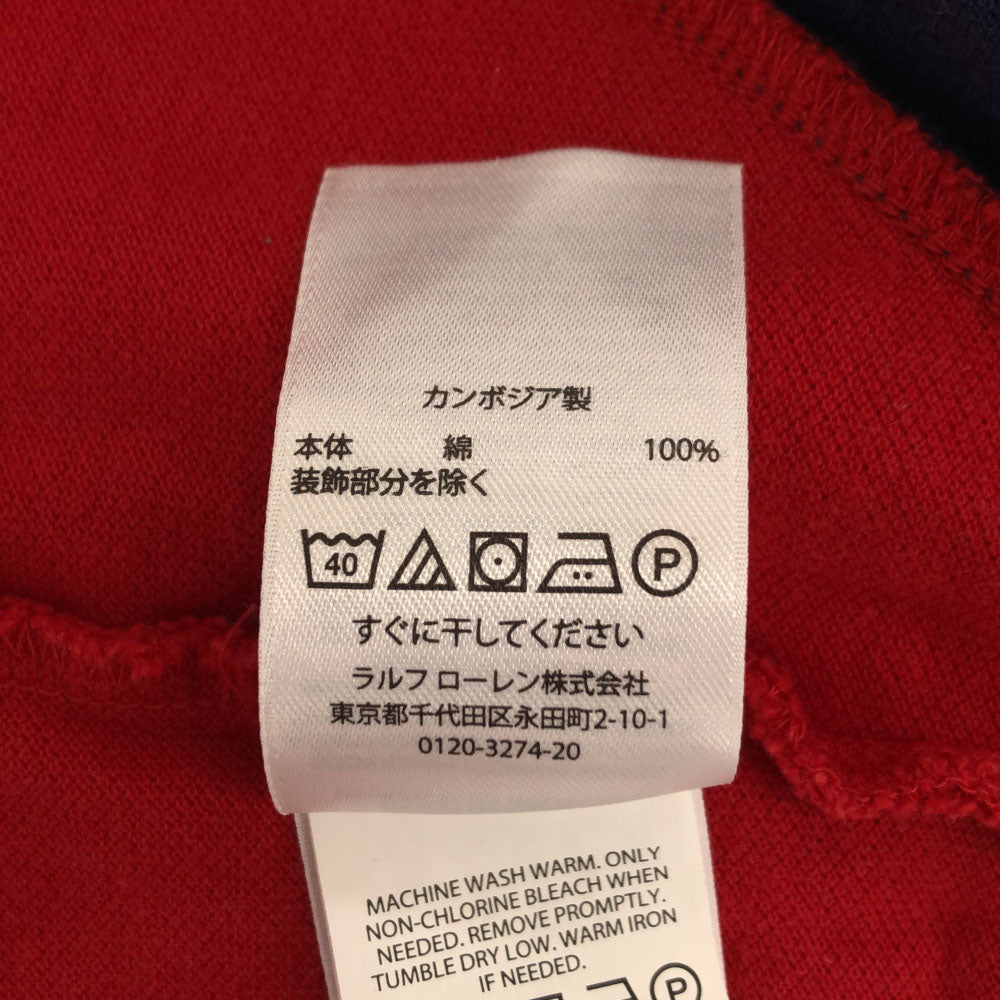 カンボジア製
本体 綿 100%
装飾部分を除く
40 P
すぐに干してください
ラルフ ローレン株式会社
東京都千代田区永田町2-10-1
0120-3274-20
MACHINE WASH WARM. ONLY
NON-CHLORINE BLEACH WHEN
NEEDED. REMOVE PROMPTLY.
TUMBLE DRY LOW. WARM IRON
IF NEEDED.
P